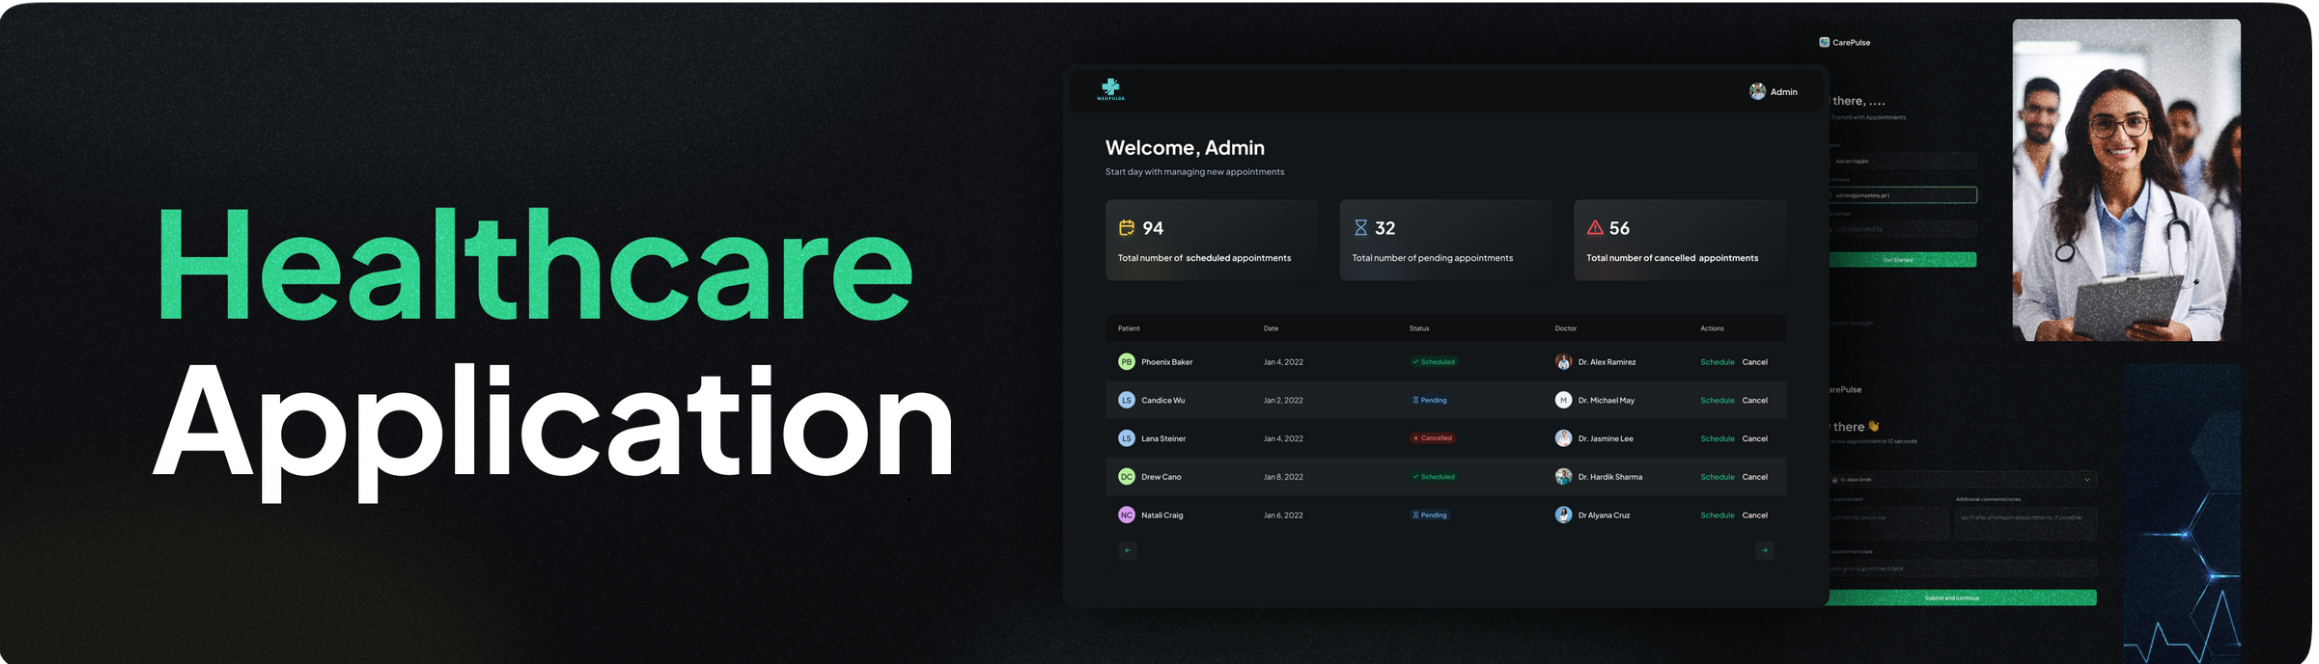 Healthcare
Application
MEDPULSE
Admin
Welcome, Admin
Start day with managing new appointments
94
Total number of scheduled appointments
32
Total number of pending appointments
56
Total number of cancelled appointments
Patient Date Status Doctor Actions
PB Phoenix Baker Jan 4, 2022 Scheduled Dr. Alex Ramirez Schedule Cancel
LS Candice Wu Jan 2, 2022 Pending M Dr. Michael May Schedule Cancel
LS Lana Steiner Jan 4, 2022 Cancelled Dr. Jasmine Lee Schedule Cancel
DC Drew Cano Jan 8, 2022 Scheduled Dr. Hardik Sharma Schedule Cancel
NC Natali Craig Jan 6, 2022 Pending Dr Alyana Cruz Schedule Cancel
CarePulse
there, ....
Started with Appointments
Adrian Hajdin
Get Started
arePulse
there 👋
a new appointment in 10 seconds
Additional comments/notes
Submit and continue